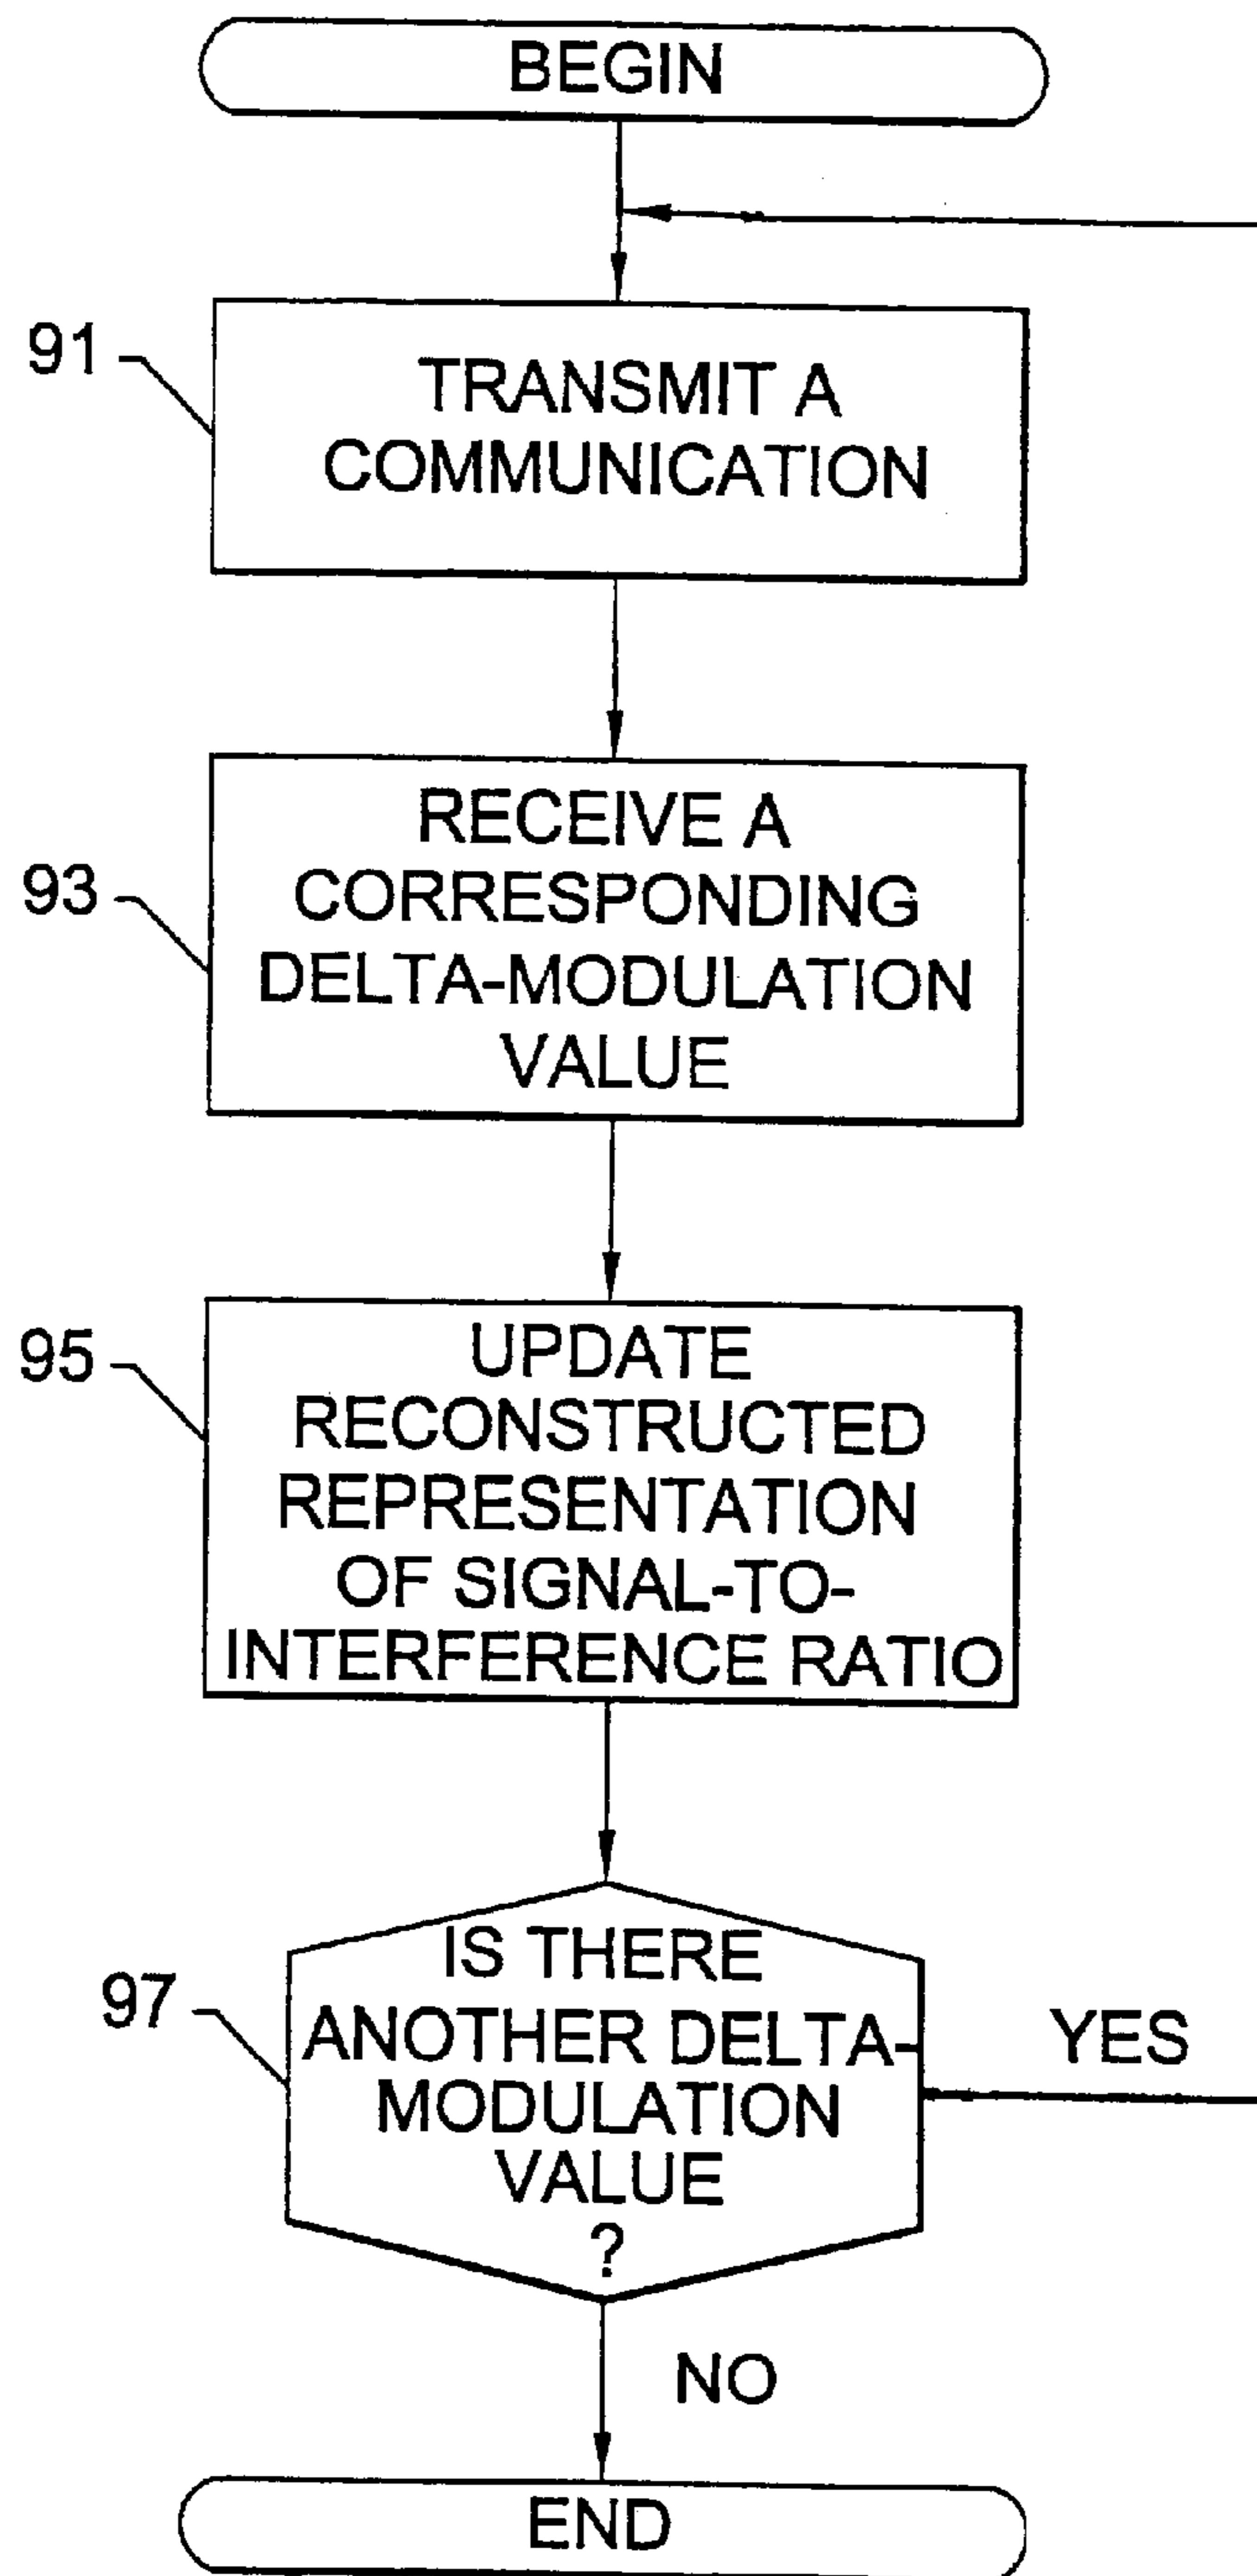 BEGIN
91
TRANSMIT A
COMMUNICATION
93
RECEIVE A
CORRESPONDING
DELTA-MODULATION
VALUE
95
UPDATE
RECONSTRUCTED
REPRESENTATION
OF SIGNAL-TO-
INTERFERENCE RATIO
97
IS THERE
ANOTHER DELTA-
MODULATION
VALUE
?
YES
NO
END